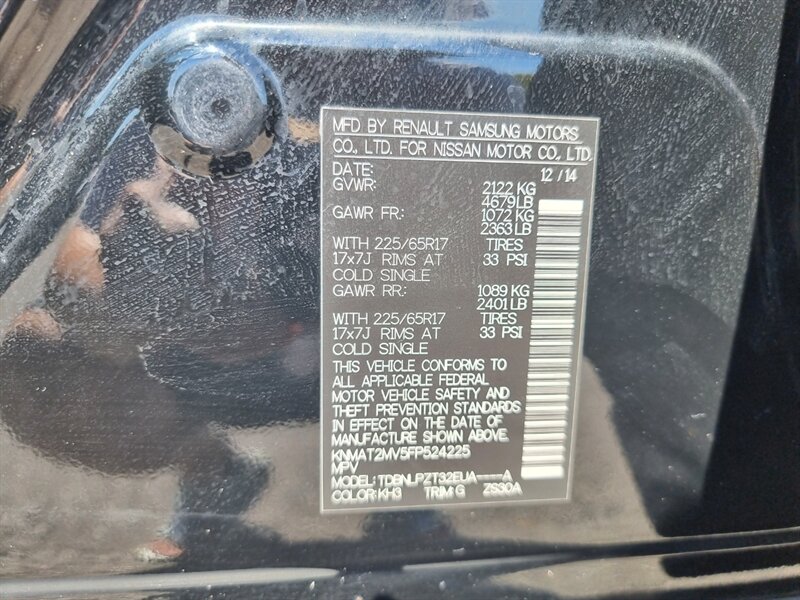 MFD BY RENAULT SAMSUNG MOTORS
CO., LTD. FOR NISSAN MOTOR CO., LTD.
DATE: 12 / 14
GVWR: 2122 KG
4679 LB
GAWR FR: 1072 KG
2363 LB
WITH 225/65R17 TIRES
17x7J RIMS AT 33 PSI
COLD SINGLE
GAWR RR: 1089 KG
2401 LB
WITH 225/65R17 TIRES
17x7J RIMS AT 33 PSI
COLD SINGLE
THIS VEHICLE CONFORMS TO
ALL APPLICABLE FEDERAL
MOTOR VEHICLE SAFETY AND
THEFT PREVENTION STANDARDS
IN EFFECT ON THE DATE OF
MANUFACTURE SHOWN ABOVE.
KNMAT2MV5FP524225
MPV
MODEL: TDBNLPZT32EUA----A
COLOR: KH3 TRIM: G ZS30A